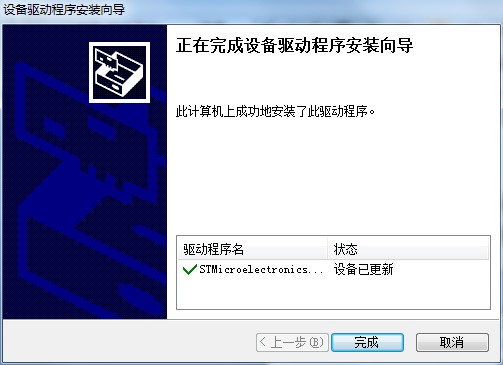 设备驱动程序安装向导
正在完成设备驱动程序安装向导
此计算机上成功地安装了此驱动程序。
驱动程序名 状态
STMicroelectronics... 设备已更新
< 上一步(B) 完成 取消